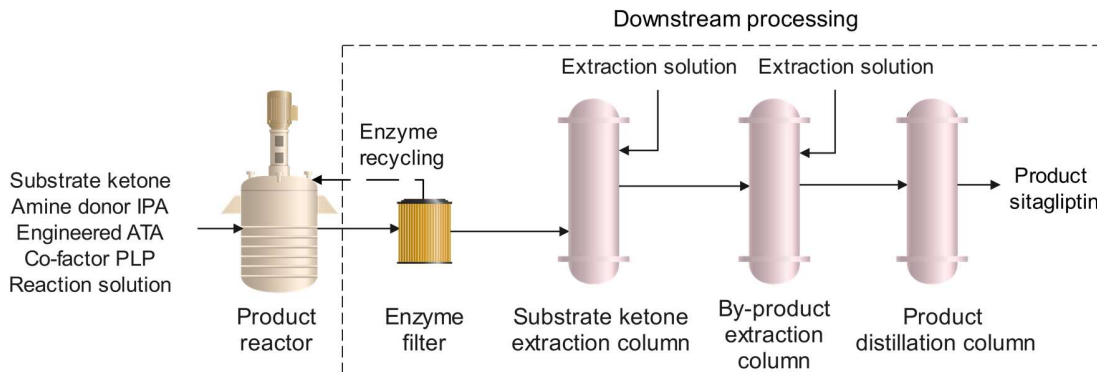 Downstream processing
Extraction solution
Extraction solution
Enzyme
recycling
Substrate ketone
Amine donor IPA
Engineered ATA
Co-factor PLP
Reaction solution
Product
sitagliptin
Product
reactor
Enzyme
filter
Substrate ketone
extraction column
By-product
extraction
column
Product
distillation column